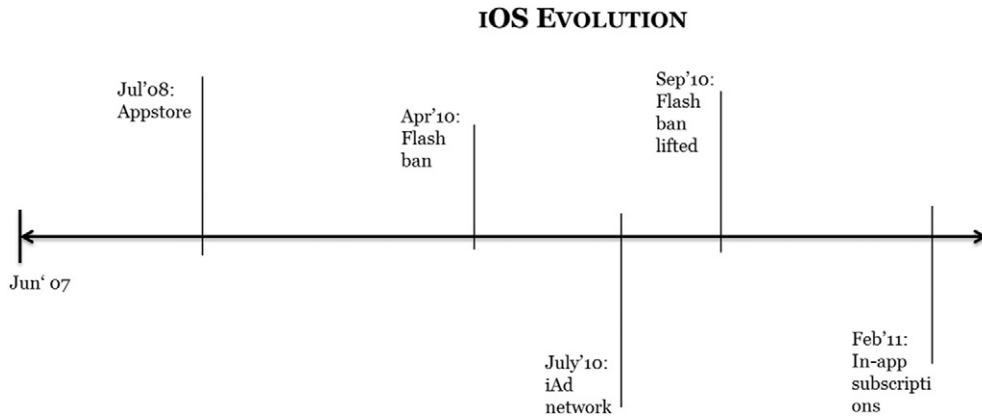 iOS Evolution
Jul'08:
Appstore
Apr'10:
Flash
ban
Sep'10:
Flash
ban
lifted
Jun‘ 07
July'10:
iAd
network
Feb'11:
In-app
subscripti
ons